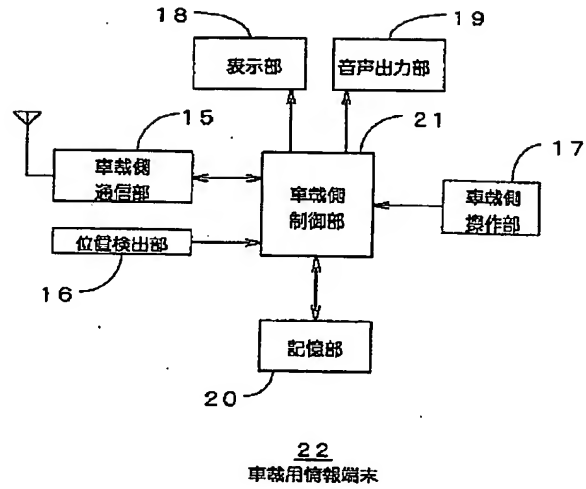 18
19
表示部
音声出力部
15
21
17
車載側
通信部
車載側
制御部
車載側
操作部
位置検出部
16
記憶部
20
22
車載用情報端末